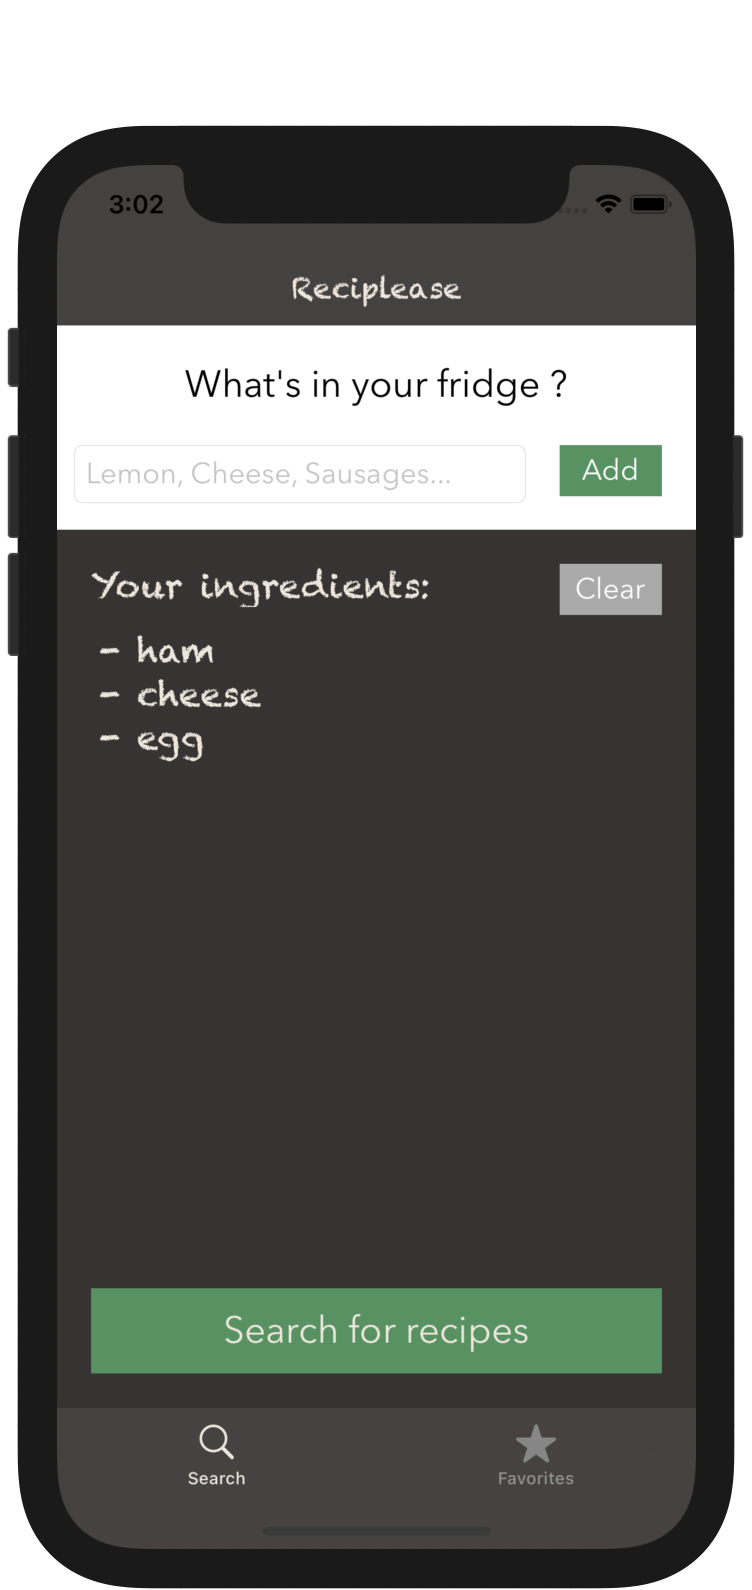 3:02
Reciplease
What's in your fridge ?
Lemon, Cheese, Sausages...
Add
Your ingredients:
Clear
- ham
- cheese
- egg
Search for recipes
Search
Favorites